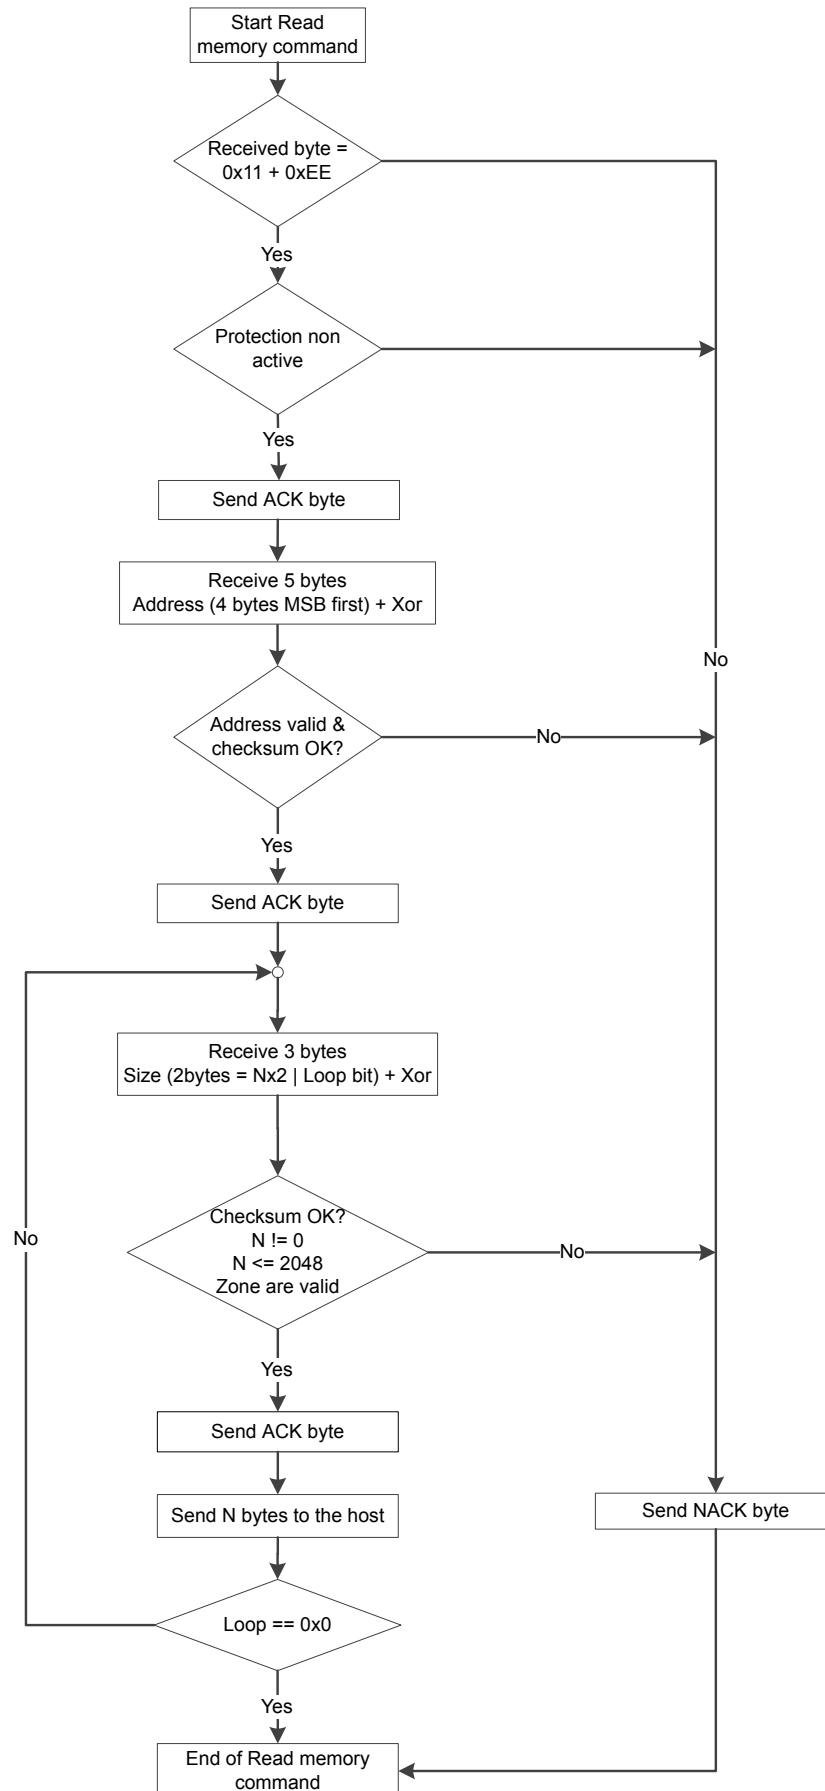 Start Read
memory command
Received byte =
0x11 + 0xEE
Yes
Protection non
active
Yes
Send ACK byte
Receive 5 bytes
Address (4 bytes MSB first) + Xor
No
Address valid &
checksum OK?
No
Yes
Send ACK byte
Receive 3 bytes
Size (2bytes = Nx2 | Loop bit) + Xor
No
Checksum OK?
N != 0
N <= 2048
Zone are valid
No
Yes
Send ACK byte
Send N bytes to the host
Send NACK byte
Loop == 0x0
Yes
End of Read memory
command